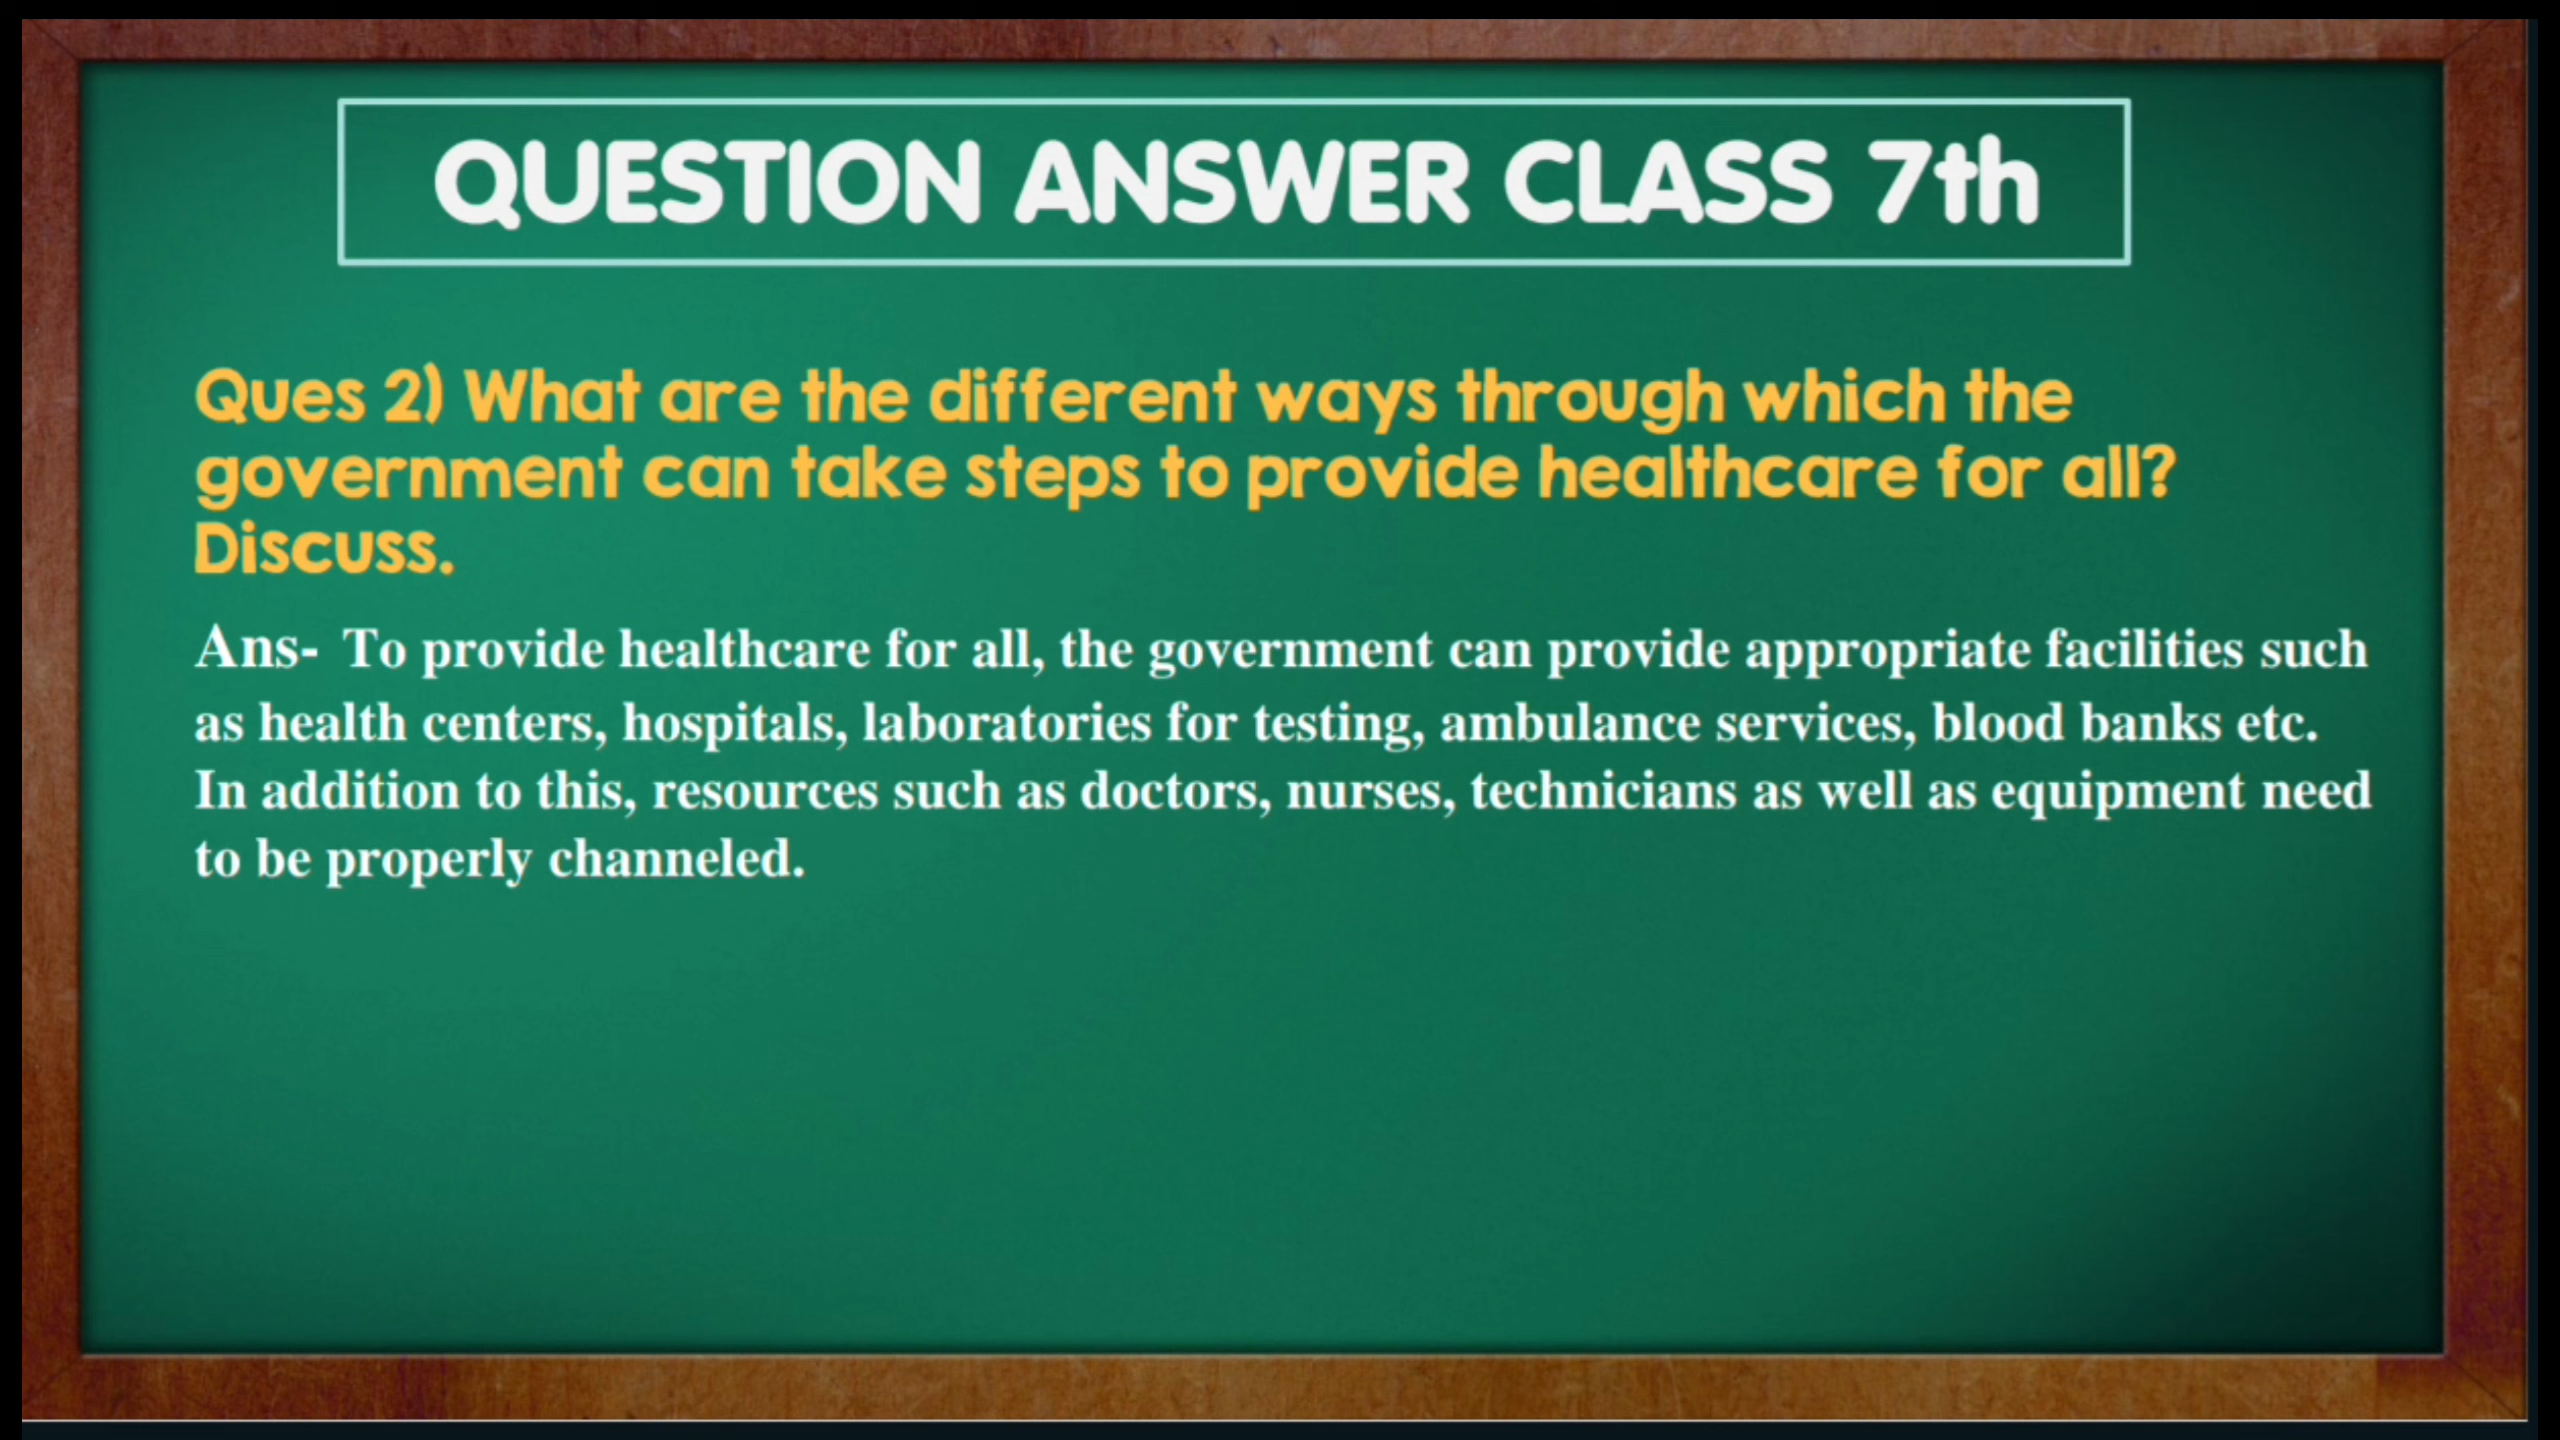 QUESTION ANSWER CLASS 7th
Ques 2) What are the different ways through which the
government can take steps to provide healthcare for all?
Discuss.
Ans- To provide healthcare for all, the government can provide appropriate facilities such
as health centers, hospitals, laboratories for testing, ambulance services, blood banks etc.
In addition to this, resources such as doctors, nurses, technicians as well as equipment need
to be properly channeled.